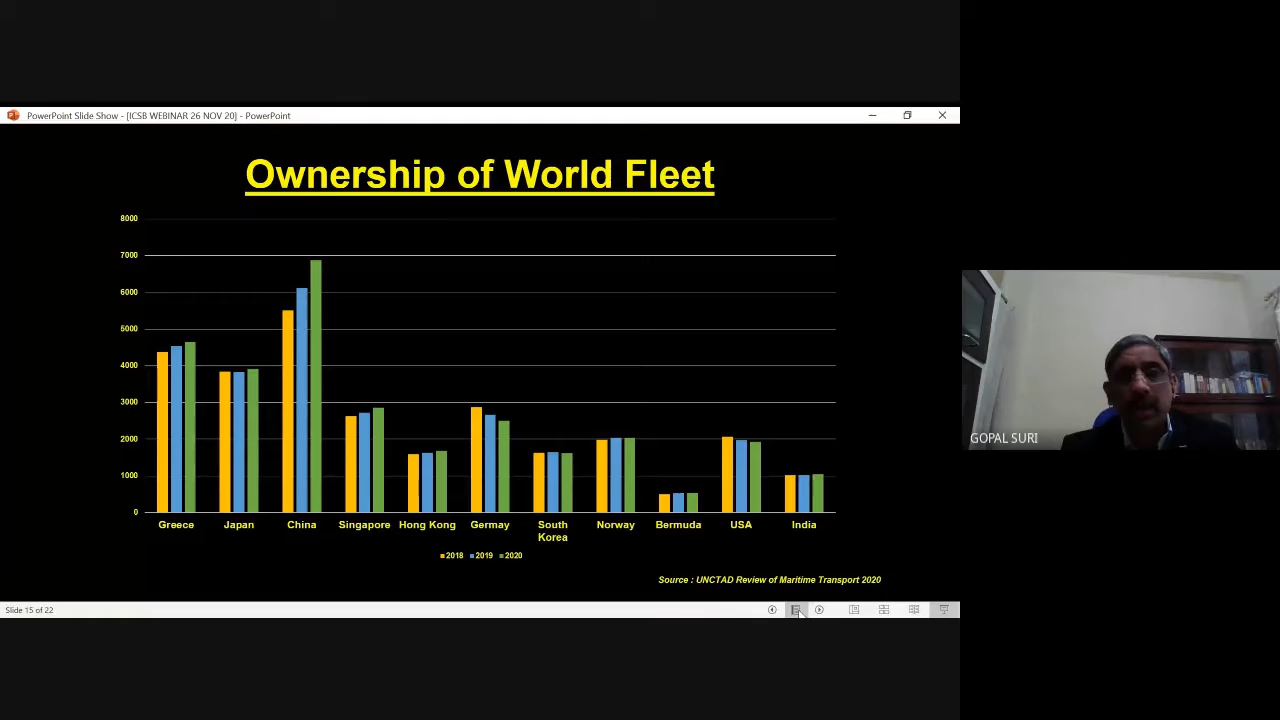 PowerPoint Slide Show - [ICSB WEBINAR 26 NOV 20] - PowerPoint
Ownership of World Fleet
8000
7000
6000
5000
4000
3000
2000
1000
0
Greece Japan China Singapore Hong Kong Germay South Korea Norway Bermuda USA India
2018 2019 2020
Source : UNCTAD Review of Maritime Transport 2020
Slide 15 of 22
GOPAL SURI